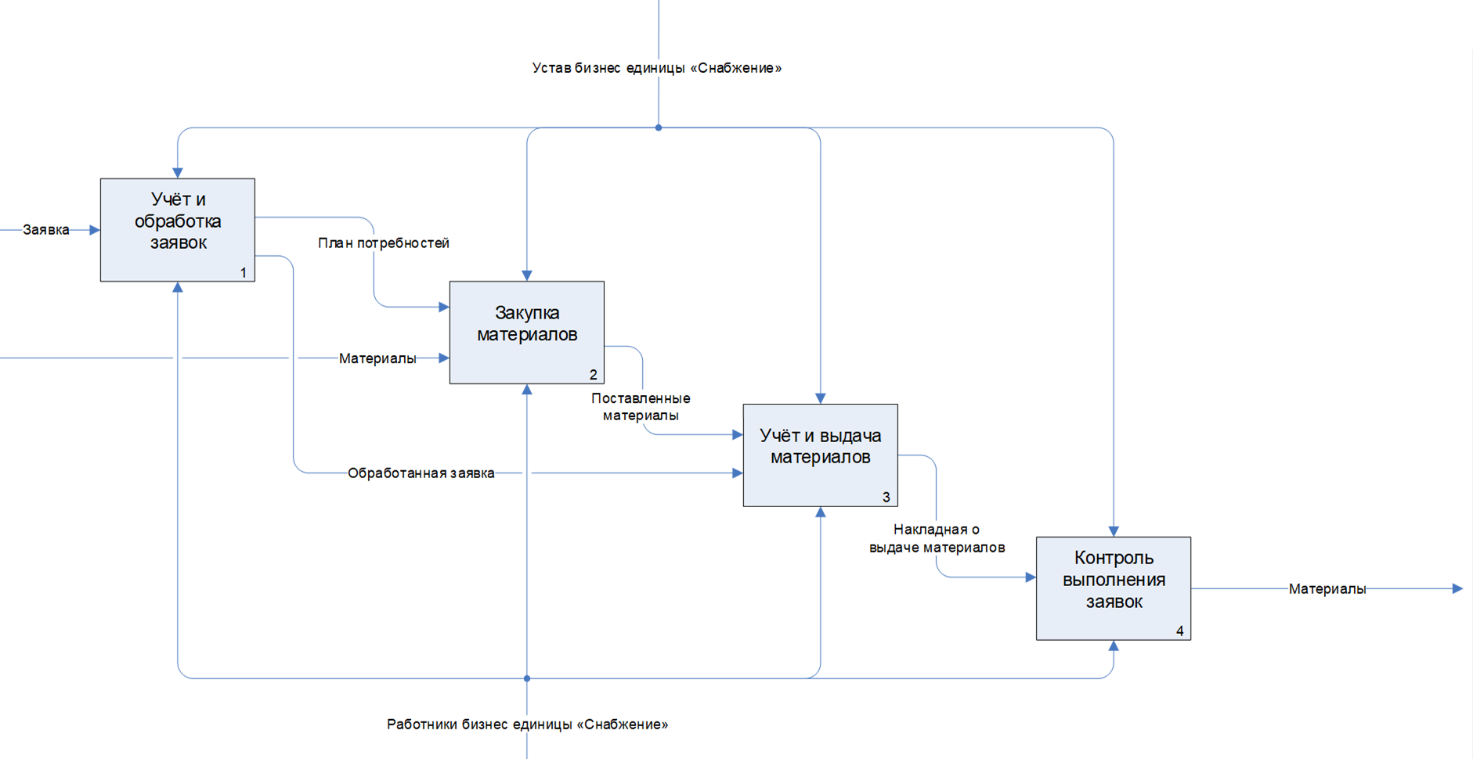 Устав бизнес единицы «Снабжение»
Учёт и
обработка
заявок
1
Заявка
План потребностей
Закупка
материалов
2
Материалы
Поставленные
материалы
Учёт и выдача
материалов
3
Обработанная заявка
Накладная о
выдаче материалов
Контроль
выполнения
заявок
4
Материалы
Работники бизнес единицы «Снабжение»